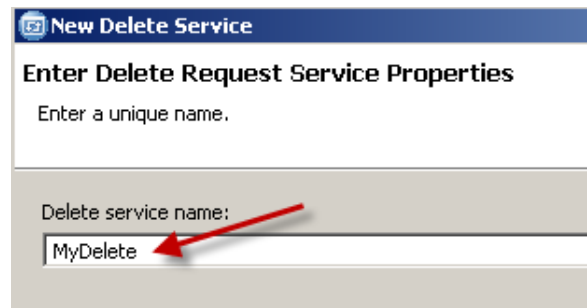 New Delete Service
Enter Delete Request Service Properties
Enter a unique name.
Delete service name:
MyDelete